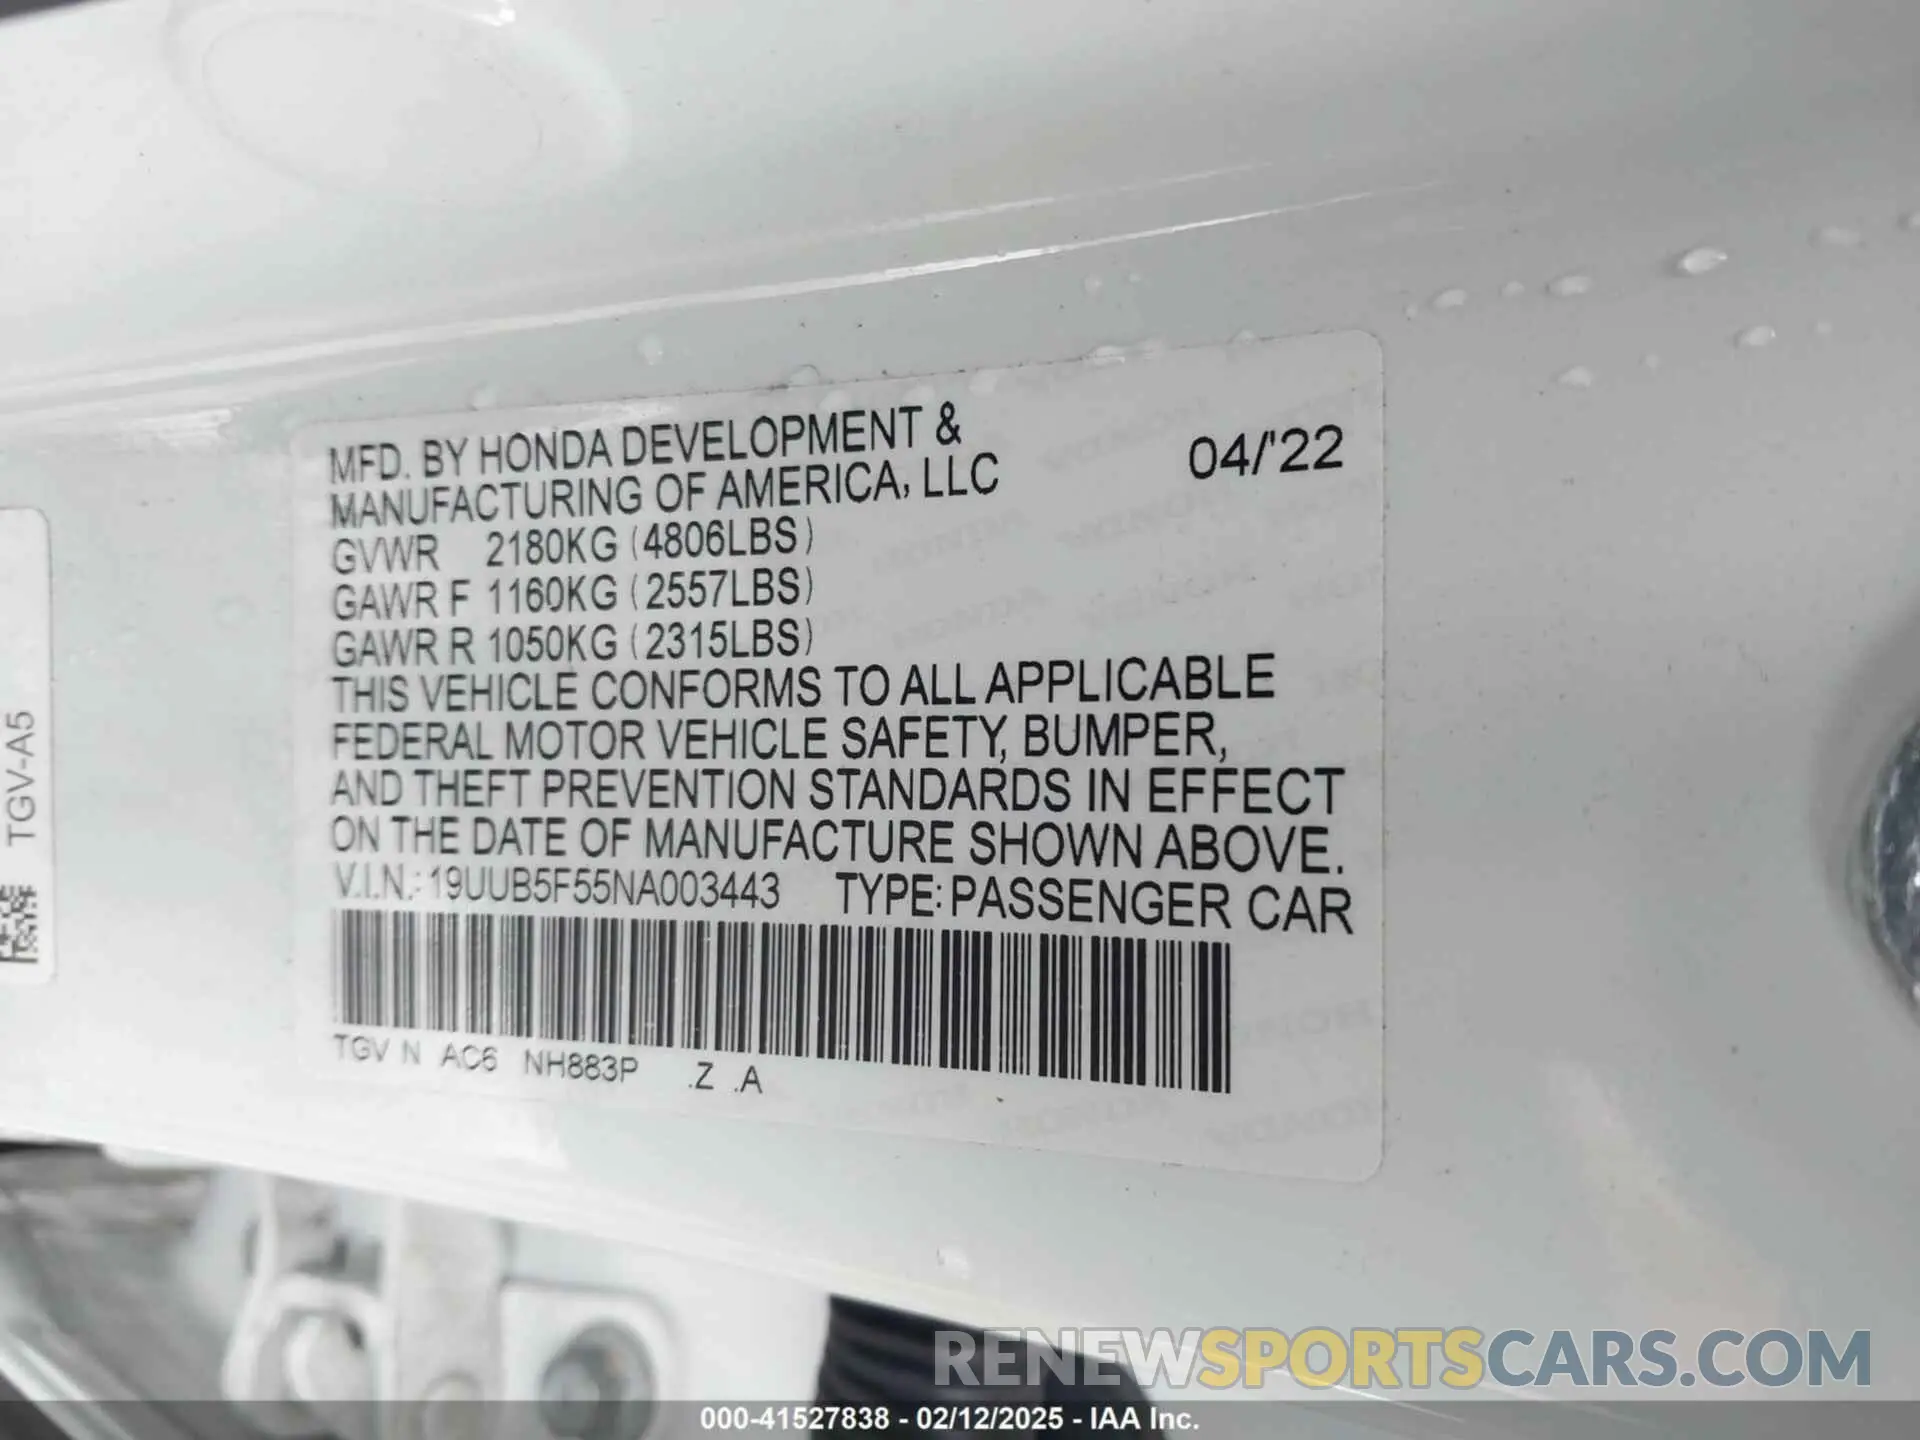 MFD. BY HONDA DEVELOPMENT &
MANUFACTURING OF AMERICA, LLC
04/'22
GVWR 2180KG (4806LBS)
GAWR F 1160KG (2557LBS)
GAWR R 1050KG (2315LBS)
THIS VEHICLE CONFORMS TO ALL APPLICABLE
FEDERAL MOTOR VEHICLE SAFETY, BUMPER,
AND THEFT PREVENTION STANDARDS IN EFFECT
ON THE DATE OF MANUFACTURE SHOWN ABOVE.
V.I.N.: 19UUB5F55NA003443 TYPE: PASSENGER CAR
TGV N AC6 NH883P .Z .A
TGV-A5
RENEWSPORTSCARS.COM
000-41527838 - 02/12/2025 - IAA Inc.